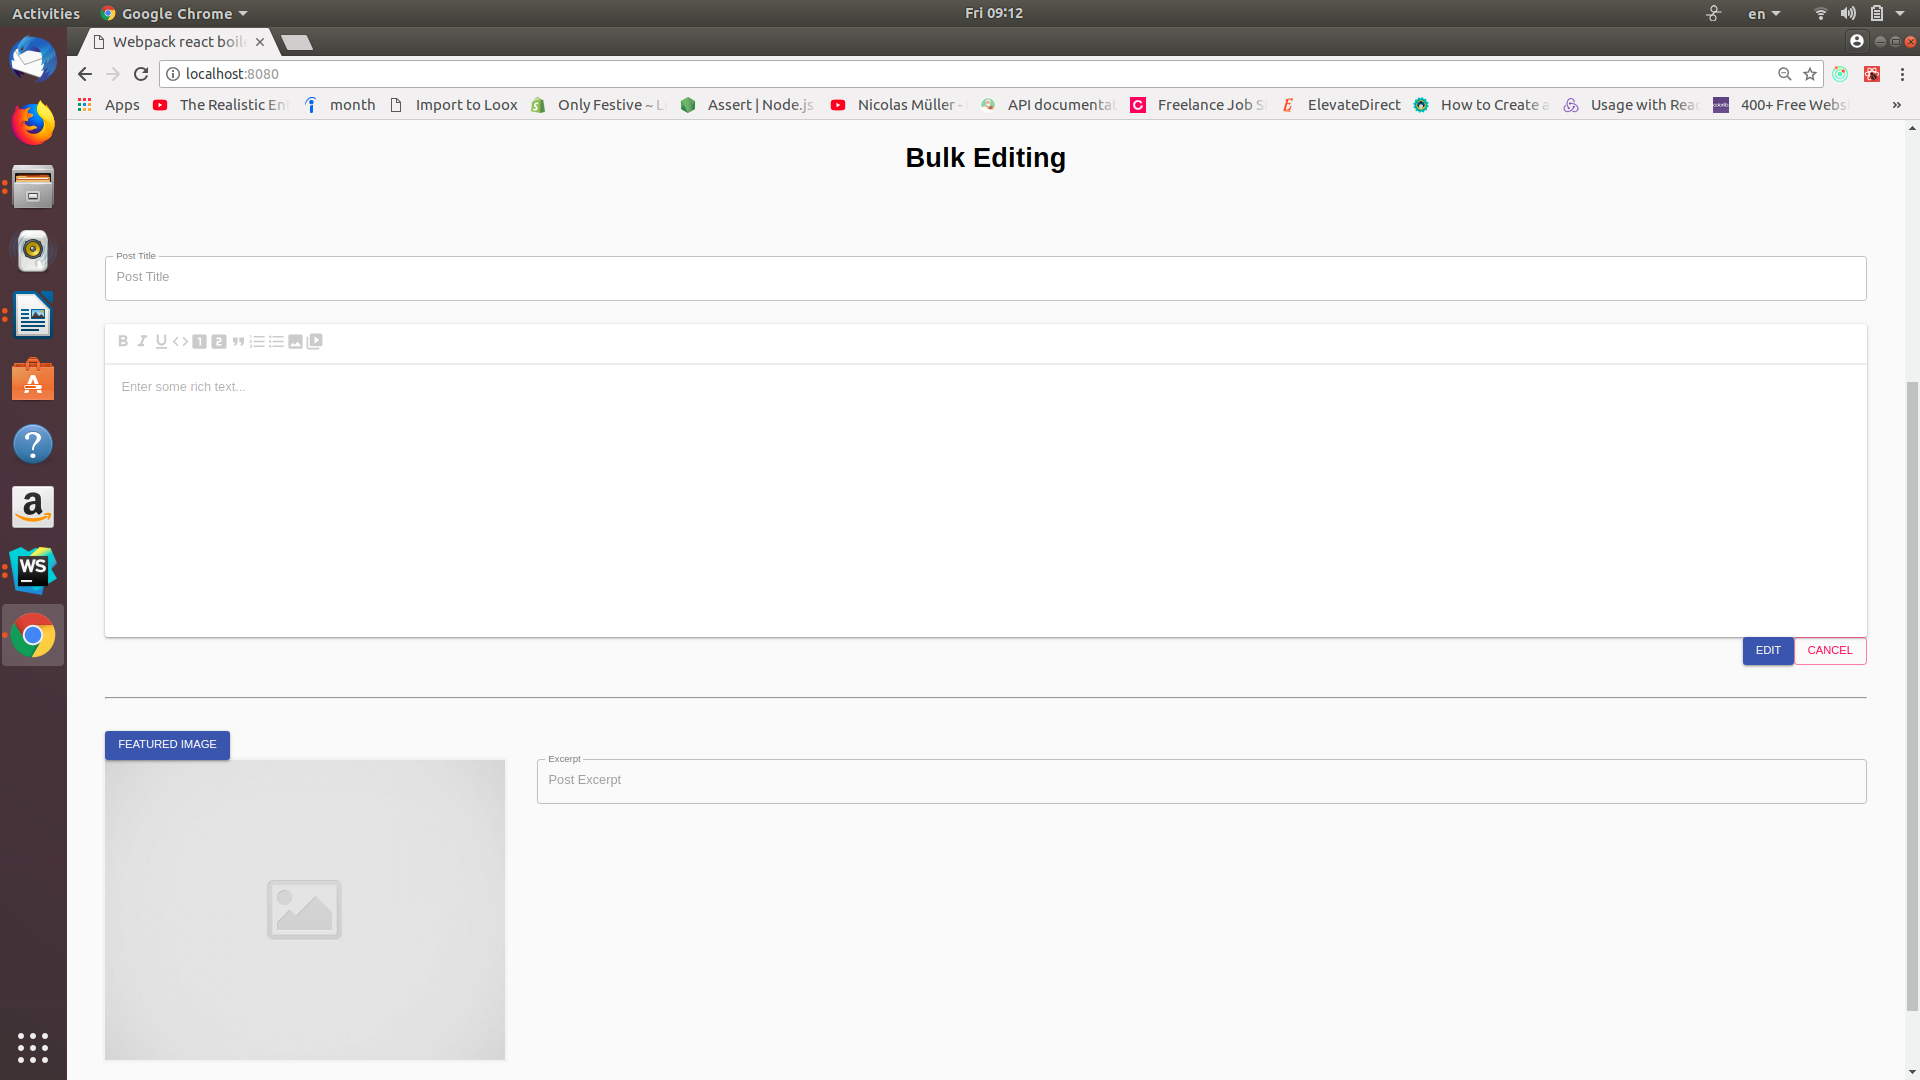 Activities Google Chrome Fri 09:12 en
Webpack react boil
localhost:8080
Apps The Realistic En month Import to Loox Only Festive ~ L Assert | Node.js Nicolas Müller - API documentat Freelance Job S ElevateDirect How to Create a Usage with Reac 400+ Free Websi »
Bulk Editing
Post Title
Post Title
B I U <> 1 2
Enter some rich text...
EDIT CANCEL
FEATURED IMAGE
Excerpt
Post Excerpt
WS